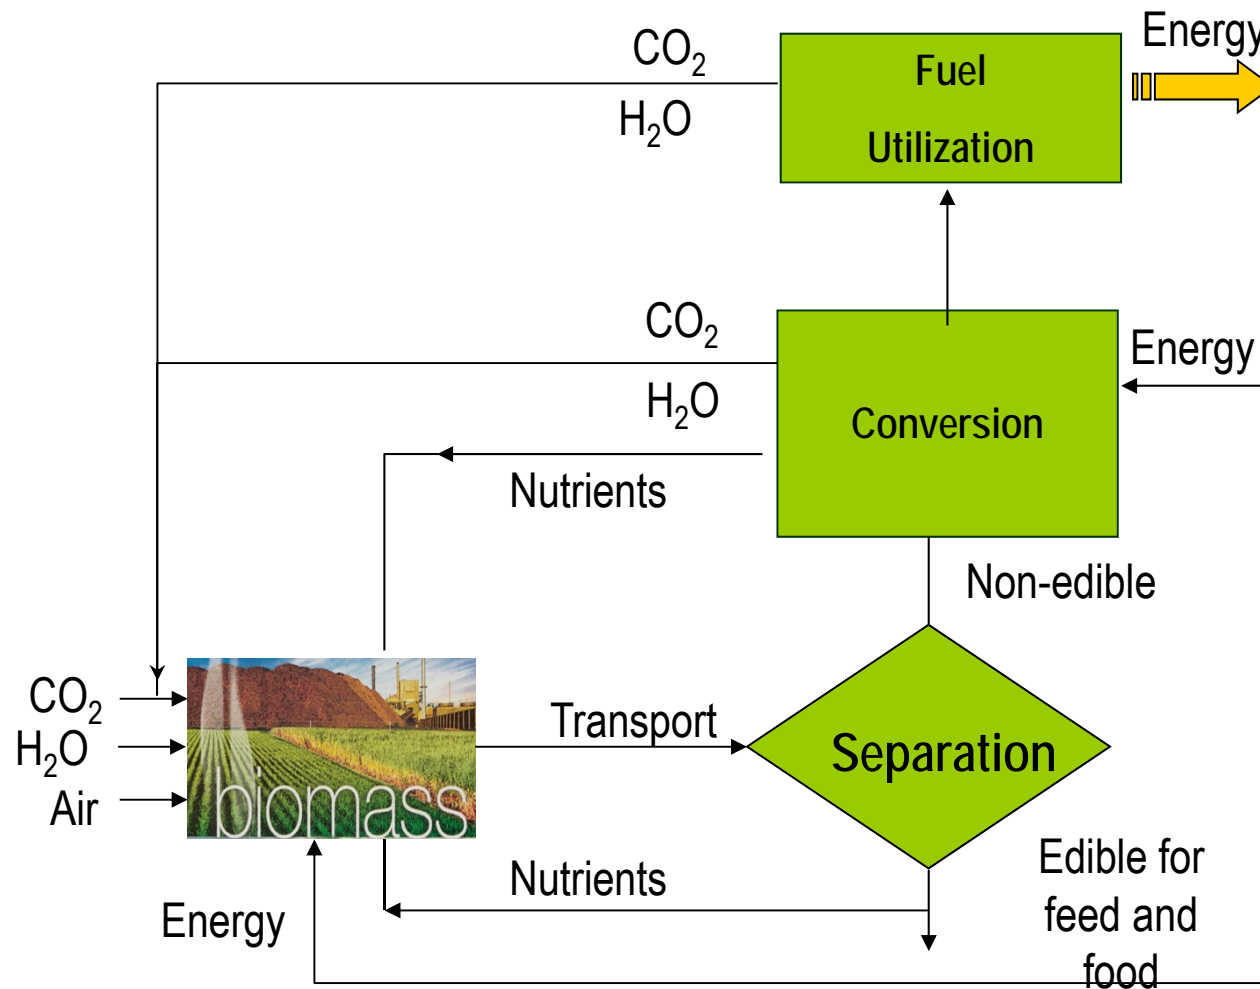 Energy
CO₂
Fuel
H₂O
Utilization
CO₂
Energy
H₂O
Conversion
Nutrients
Non-edible
CO₂
Transport
H₂O
Separation
Air
biomass
Edible for
Nutrients
feed and
Energy
food